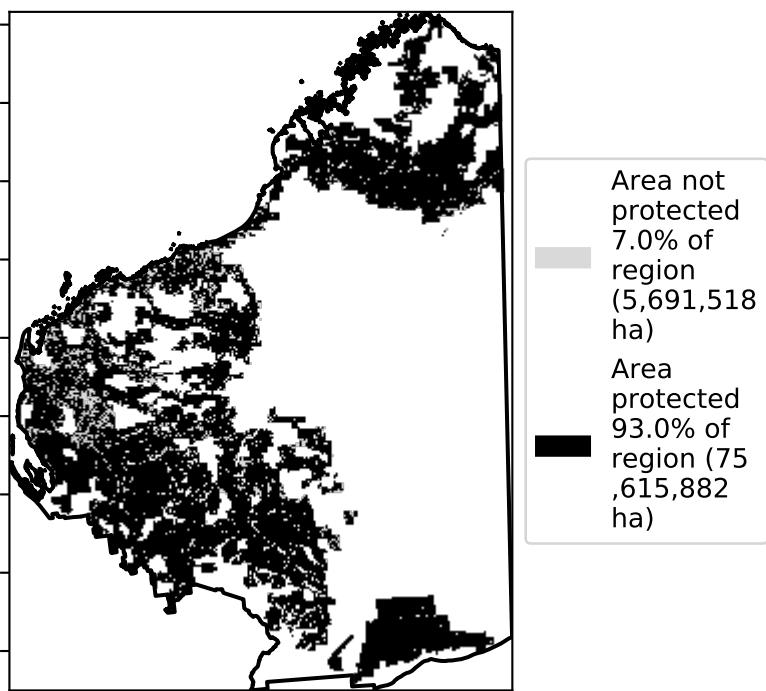 Area not
protected
7.0% of
region
(5,691,518
ha)
Area
protected
93.0% of
region (75
,615,882
ha)